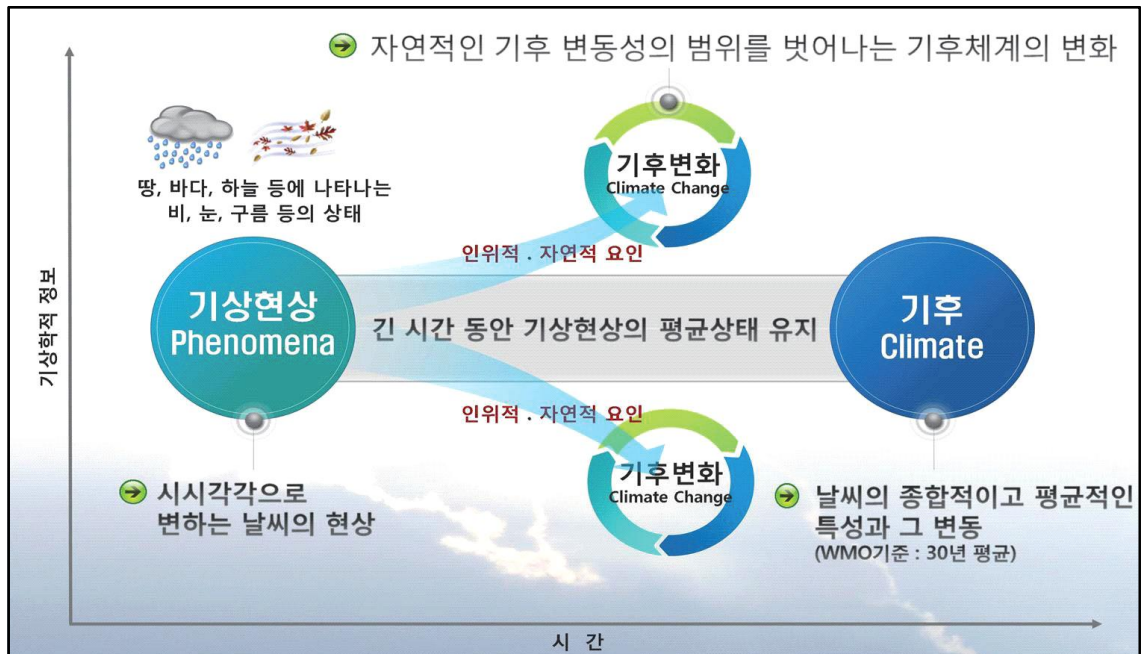 자연적인 기후 변동성의 범위를 벗어나는 기후체계의 변화
땅, 바다, 하늘 등에 나타나는
비, 눈, 구름 등의 상태
기후변화
Climate Change
인위적 . 자연적 요인
기상학적 정보
기상현상
Phenomena
긴 시간 동안 기상현상의 평균상태 유지
기후
Climate
인위적 . 자연적 요인
기후변화
Climate Change
시시각각으로
변하는 날씨의 현상
날씨의 종합적이고 평균적인
특성과 그 변동
(WMO기준 : 30년 평균)
시 간